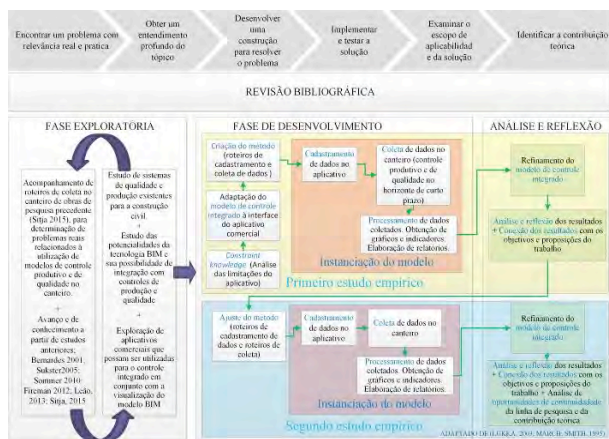 Encontrar um problema com
relevância real e pratica
Obter um
entendimento
profundo do
tópico
Desenvolver
uma
construção
para resolver
o problema
Implementar
e testar a
solução
Examinar o
escopo de
aplicabilidad
e da solução
Identificar a contribuição
teórica
REVISÃO BIBLIOGRÁFICA
FASE EXPLORATÓRIA
Acompanhamento de
roteiros de coleta no
canteiro de obras de
pesquisa precedente
(Sitja 2015), para
determinação de
problemas reais
relacionados à
utilização de modelos
de controle
produtivo e de
qualidade no
canteiro.
+
Avanço e de
conhecimento a
partir de estudos
anteriores;
Bernardes 2001,
Sukster2005;
Sommer 2010
Fireman 2012; Leão,
2013; Sitja, 2015
Estudo de sistemas
de qualidade e
produção existentes
para a construção
civil.
+
Estudo das
potencialidades da
tecnologia BIM e
sua possibilidade de
integração com
controles de
produção e
qualidade
+
Exploração de
aplicativos
comerciais que
possam ser utilizadas
para o controle
integrado em
conjunto com a
visualização do
modelo BIM
FASE DE DESENVOLVIMENTO
Criação do método
(roteiros de
cadastramento e
coleta de dados )
Adaptação do
modelo de controle
integrado à interface
do aplicativo
comercial
Constraint
knowlegde (Análise
das limitações do
aplicativo)
Cadastramento
de dados no
aplicativo
Coleta de dados no
canteiro (controle
produtivo e de
qualidade no
horizonte de curto
prazo)
Processamento de dados
coletados. Obtenção de
gráficos e indicadores.
Elaboração de relatórios.
Instanciação do modelo
Primeiro estudo empírico
Ajuste do método
(roteiros de
cadastramento de
dados e roteiros de
coleta)
Cadastramento
de dados no
aplicativo
Coleta de dados no
canteiro
Processamento de dados
coletados. Obtenção de
gráficos e indicadores.
Elaboração de relatórios.
Instanciação do modelo
Segundo estudo empírico
ANÁLISE E REFLEXÃO
Refinamento do
modelo de controle
integrado
Análise e reflexão dos resultados
+ Conexão dos resultados com
os objetivos e proposições do
trabalho
Refinamento do
modelo de controle
integrado
Análise e reflexão dos resultados
+ Conexão dos resultados com os
objetivos e proposições do
trabalho + Análise de
oportunidades de continuidade da
linha de pesquisa e da
contribuição teórica
ADAPTADO DE (LUKKA, 2003; MARCH; SMITH, 1995)